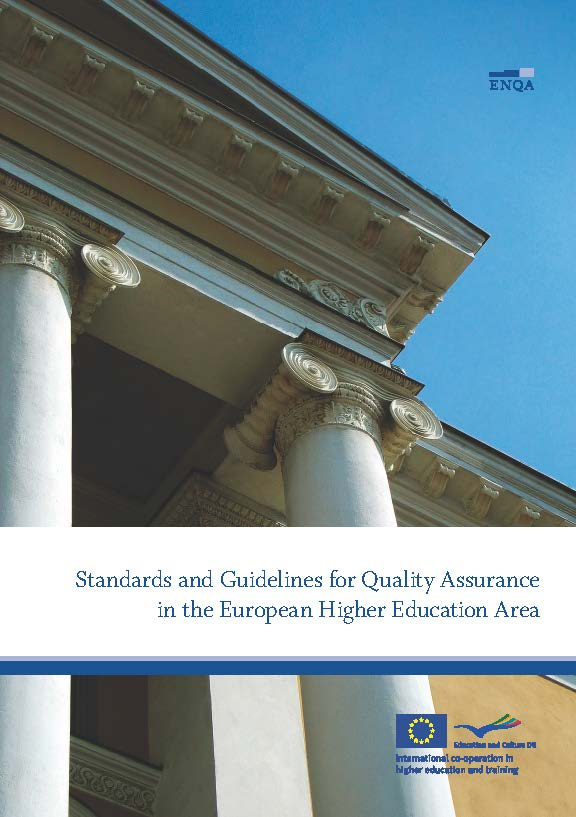 ENQA
Standards and Guidelines for Quality Assurance
in the European Higher Education Area
Education and Culture DG
International co-operation in
higher education and training